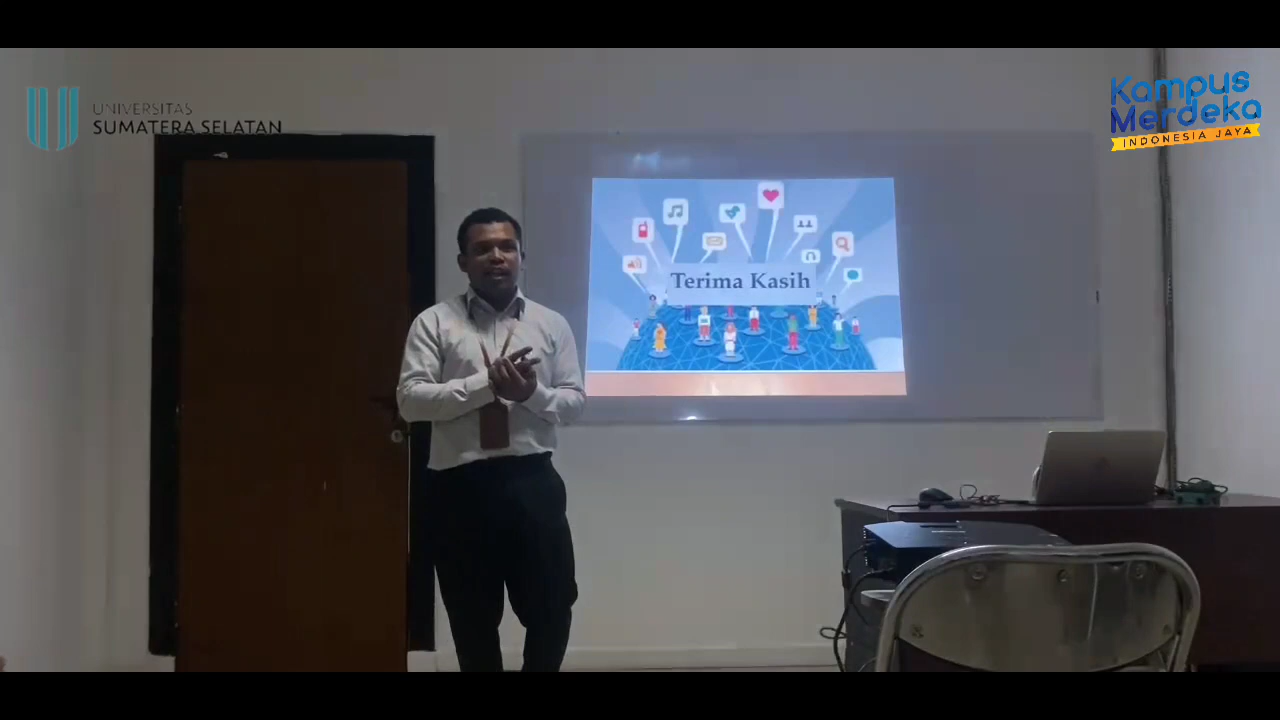 UNIVERSITAS
SUMATERA SELATAN
Kampus
Merdeka
INDONESIA JAYA
Terima Kasih